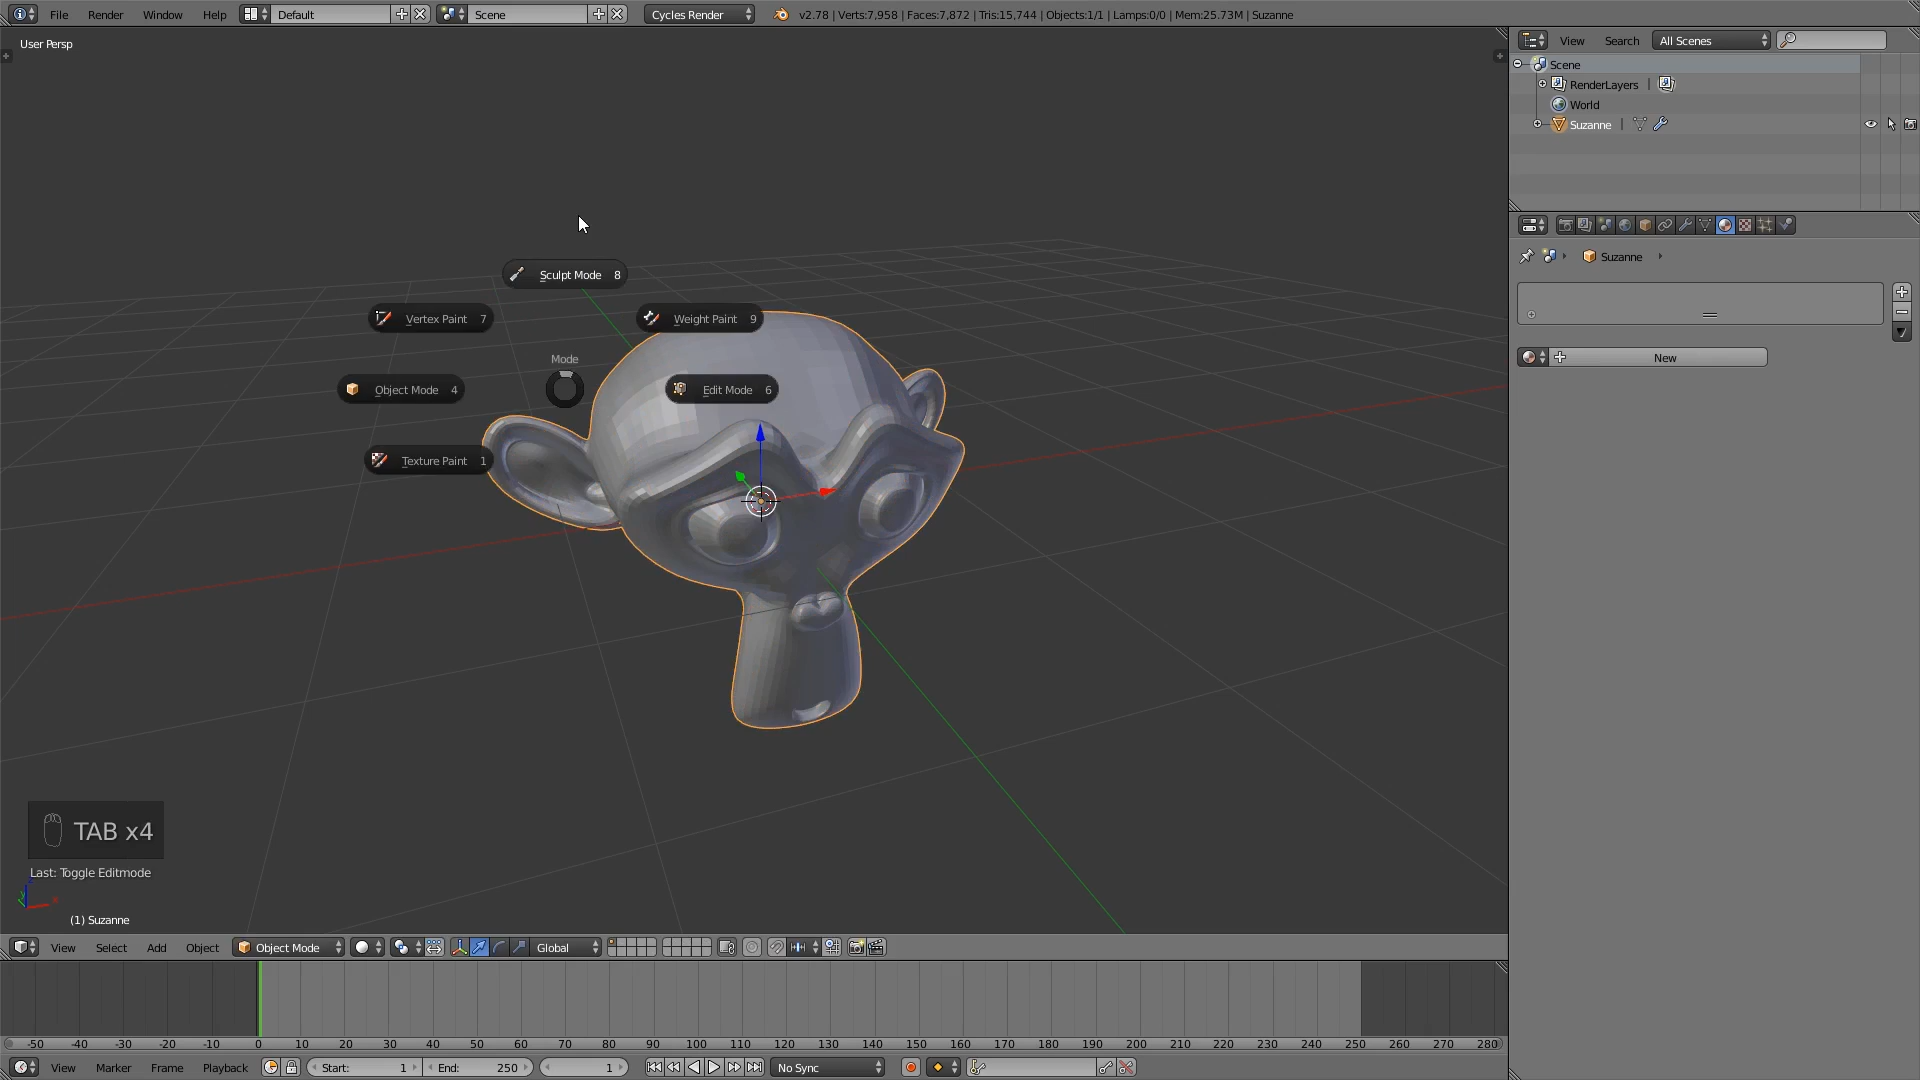 File Render Window Help Default Scene Cycles Render v2.78 | Verts:7,958 | Faces:7,872 | Tris:15,744 | Objects:1/1 | Lamps:0/0 | Mem:25.73M | Suzanne
User Persp
View Search All Scenes
Scene
RenderLayers |
World
Suzanne |
Suzanne
New
Sculpt Mode 8
Vertex Paint 7
Weight Paint 9
Mode
Object Mode 4
Edit Mode 6
Texture Paint 1
TAB x4
Last: Toggle Editmode
(1) Suzanne
View Select Add Object Object Mode Global
-50 -40 -30 -20 -10 0 10 20 30 40 50 60 70 80 90 100 110 120 130 140 150 160 170 180 190 200 210 220 230 240 250 260 270 280
View Marker Frame Playback Start: 1 End: 250 1 No Sync